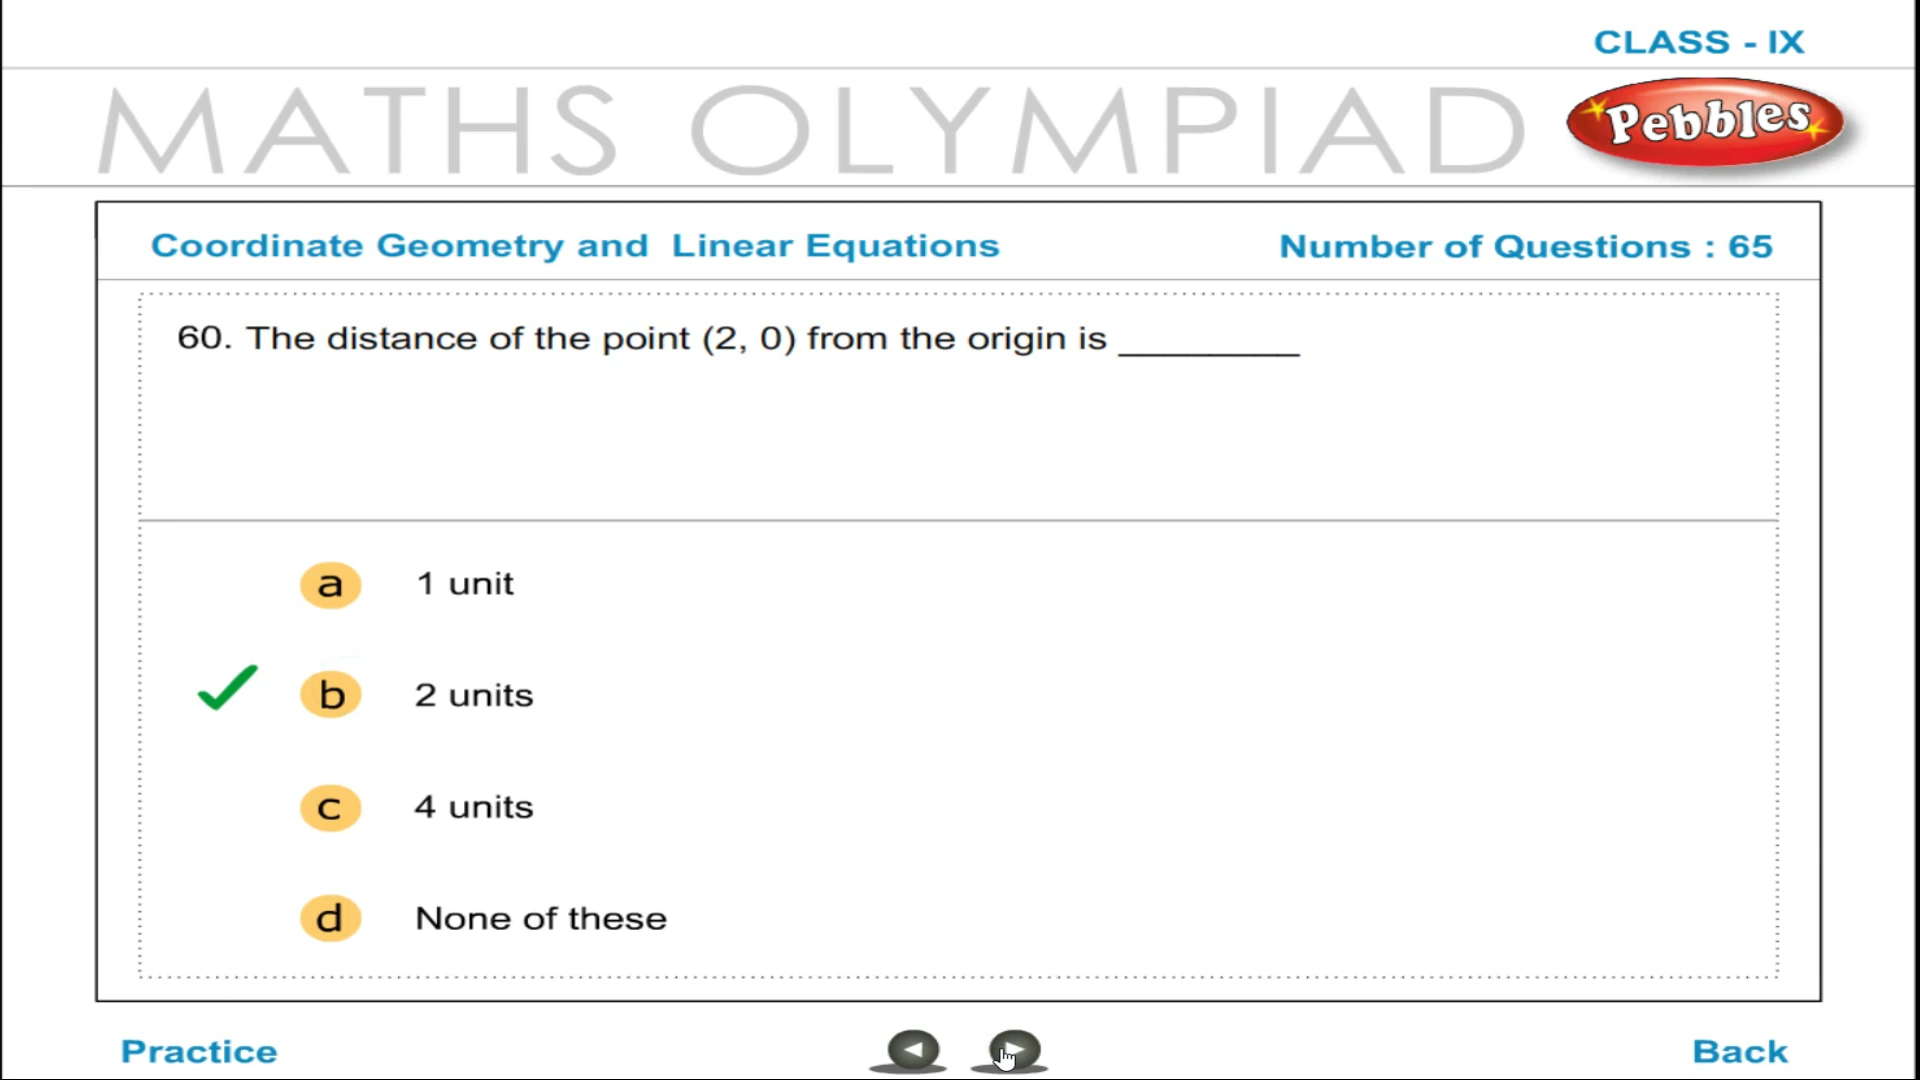 CLASS - IX
MATHS OLYMPIAD
Pebbles
Coordinate Geometry and Linear Equations
Number of Questions : 65
60. The distance of the point (2, 0) from the origin is _________
a 1 unit
b 2 units
c 4 units
d None of these
Practice
Back